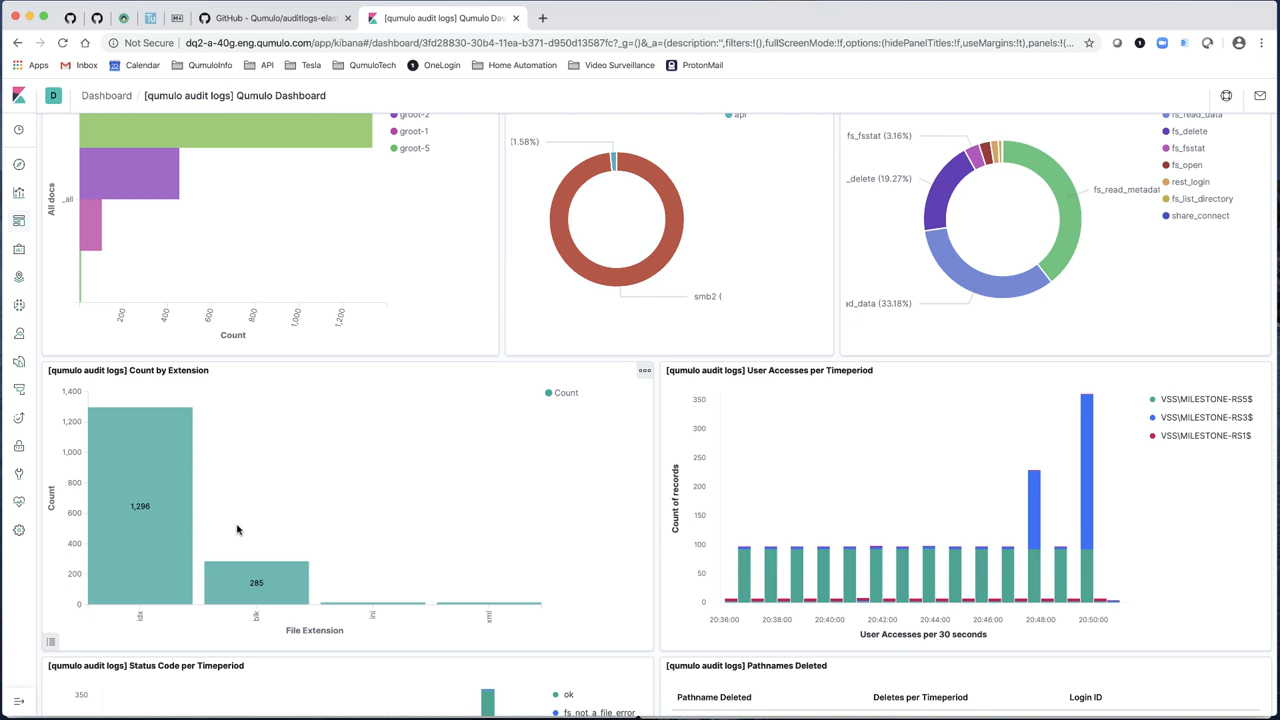 GitHub - Qumulo/auditlogs-elas
[qumulo audit logs] Qumulo Das
Not Secure
dq2-a-40g.eng.qumulo.com/app/kibana#/dashboard/3fd28830-30b4-11ea-b371-d950d13587fc?_g=()&_a=(description:'',filters:!(),fullScreenMode:!f,options:(hidePanelTitles:!f,useMargins:!t),panels:!(...
Apps
Inbox
Calendar
QumuloInfo
API
Tesla
QumuloTech
OneLogin
Home Automation
Video Surveillance
ProtonMail
D
Dashboard
/
[qumulo audit logs] Qumulo Dashboard
groot-2
groot-1
groot-5
All docs
_all
200
400
600
800
1,000
1,200
Count
api
(1.58%)
smb2 (
fs_fsstat (3.16%)
_delete (19.27%)
ad_data (33.18%)
fs_read_metadat
fs_read_data
fs_delete
fs_fsstat
fs_open
rest_login
fs_list_directory
share_connect
[qumulo audit logs] Count by Extension
1,400
1,200
1,000
800
600
400
200
0
Count
1,296
285
idx
blk
ini
xml
File Extension
Count
[qumulo audit logs] User Accesses per Timeperiod
350
300
250
200
150
100
50
0
Count of records
20:36:00
20:38:00
20:40:00
20:42:00
20:44:00
20:46:00
20:48:00
20:50:00
User Accesses per 30 seconds
VSS\MILESTONE-RS5$
VSS\MILESTONE-RS3$
VSS\MILESTONE-RS1$
[qumulo audit logs] Status Code per Timeperiod
350
ok
fs_not_a_file_error
[qumulo audit logs] Pathnames Deleted
Pathname Deleted
Deletes per Timeperiod
Login ID